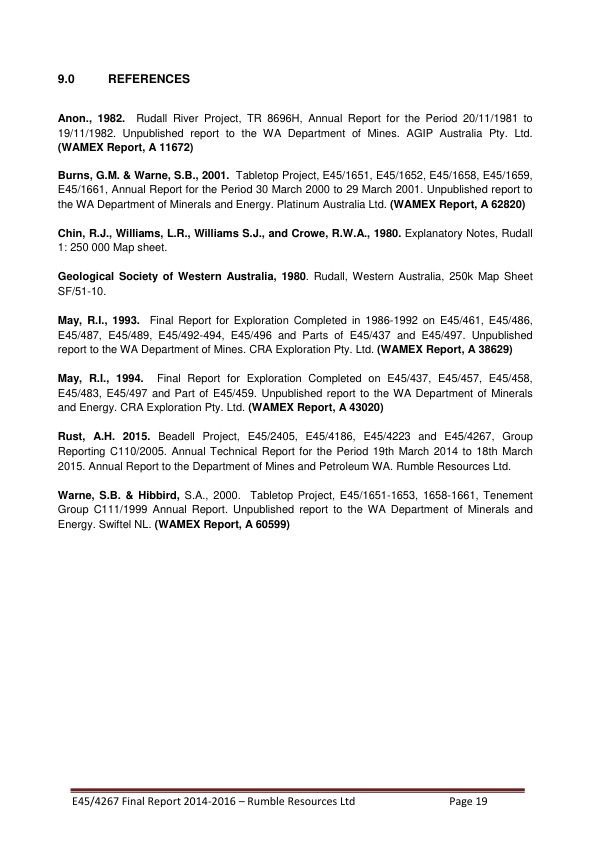 9.0 REFERENCES
Anon., 1982. Rudall River Project, TR 8696H, Annual Report for the Period 20/11/1981 to
19/11/1982. Unpublished report to the WA Department of Mines. AGIP Australia Pty. Ltd.
(WAMEX Report, A 11672)
Burns, G.M. & Warne, S.B., 2001. Tabletop Project, E45/1651, E45/1652, E45/1658, E45/1659,
E45/1661, Annual Report for the Period 30 March 2000 to 29 March 2001. Unpublished report to
the WA Department of Minerals and Energy. Platinum Australia Ltd. (WAMEX Report, A 62820)
Chin, R.J., Williams, L.R., Williams S.J., and Crowe, R.W.A., 1980. Explanatory Notes, Rudall
1: 250 000 Map sheet.
Geological Society of Western Australia, 1980. Rudall, Western Australia, 250k Map Sheet
SF/51-10.
May, R.I., 1993. Final Report for Exploration Completed in 1986-1992 on E45/461, E45/486,
E45/487, E45/489, E45/492-494, E45/496 and Parts of E45/437 and E45/497. Unpublished
report to the WA Department of Mines. CRA Exploration Pty. Ltd. (WAMEX Report, A 38629)
May, R.I., 1994. Final Report for Exploration Completed on E45/437, E45/457, E45/458,
E45/483, E45/497 and Part of E45/459. Unpublished report to the WA Department of Minerals
and Energy. CRA Exploration Pty. Ltd. (WAMEX Report, A 43020)
Rust, A.H. 2015. Beadell Project, E45/2405, E45/4186, E45/4223 and E45/4267, Group
Reporting C110/2005. Annual Technical Report for the Period 19th March 2014 to 18th March
2015. Annual Report to the Department of Mines and Petroleum WA. Rumble Resources Ltd.
Warne, S.B. & Hibbird, S.A., 2000. Tabletop Project, E45/1651-1653, 1658-1661, Tenement
Group C111/1999 Annual Report. Unpublished report to the WA Department of Minerals and
Energy. Swiftel NL. (WAMEX Report, A 60599)
E45/4267 Final Report 2014-2016 – Rumble Resources Ltd Page 19